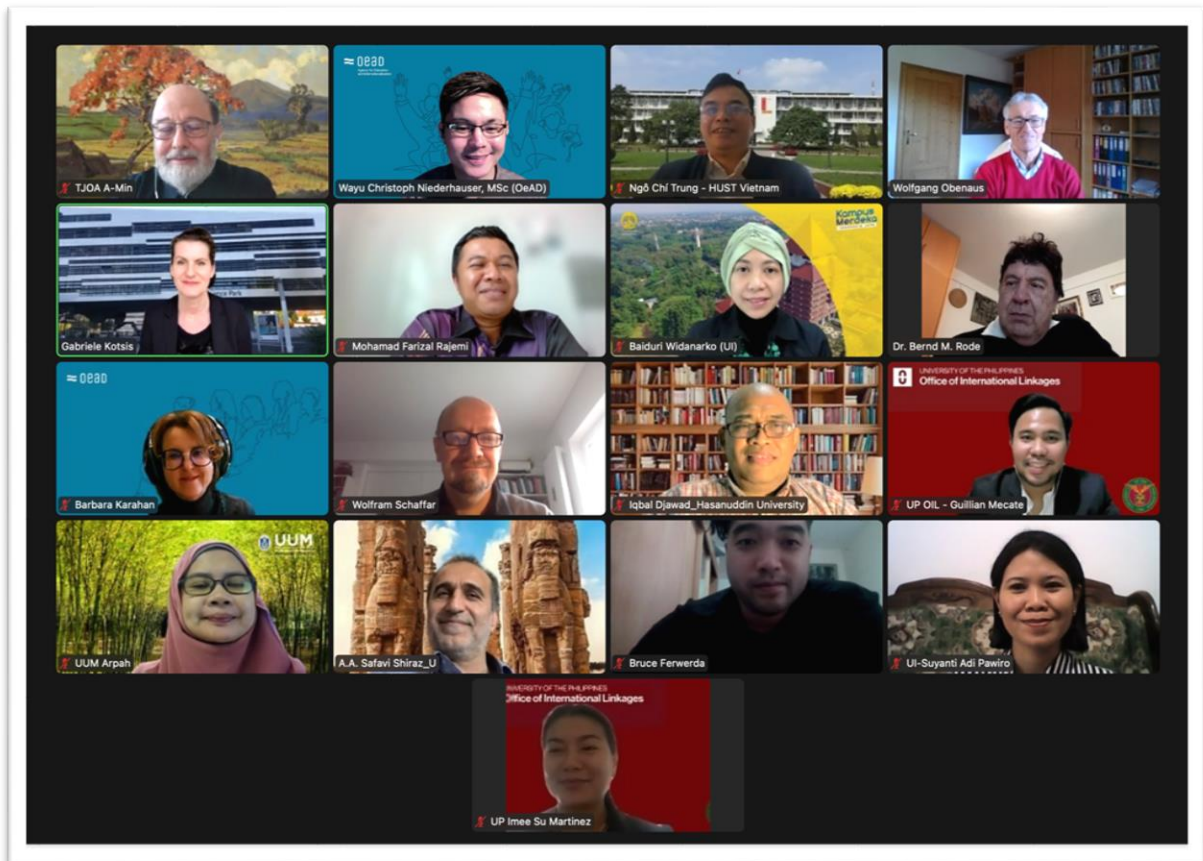 oead
TJOA A-Min
Wayu Christoph Niederhauser, MSc (OeAD)
Ngô Chí Trung - HUST Vietnam
Wolfgang Obenaus
Kampus
Merdeka
Gabriele Kotsis
Mohamad Farizal Rajemi
Baiduri Widanarko (UI)
Dr. Bernd M. Rode
oead
UNIVERSITY OF THE PHILIPPINES
Office of International Linkages
Barbara Karahan
Wolfram Schaffar
Iqbal Djawad_Hasanuddin University
UP OIL - Guillian Mecate
UUM
UUM Arpah
A.A. Safavi Shiraz_U
Bruce Ferwerda
UI-Suyanti Adi Pawiro
UNIVERSITY OF THE PHILIPPINES
Office of International Linkages
UP Imee Su Martinez